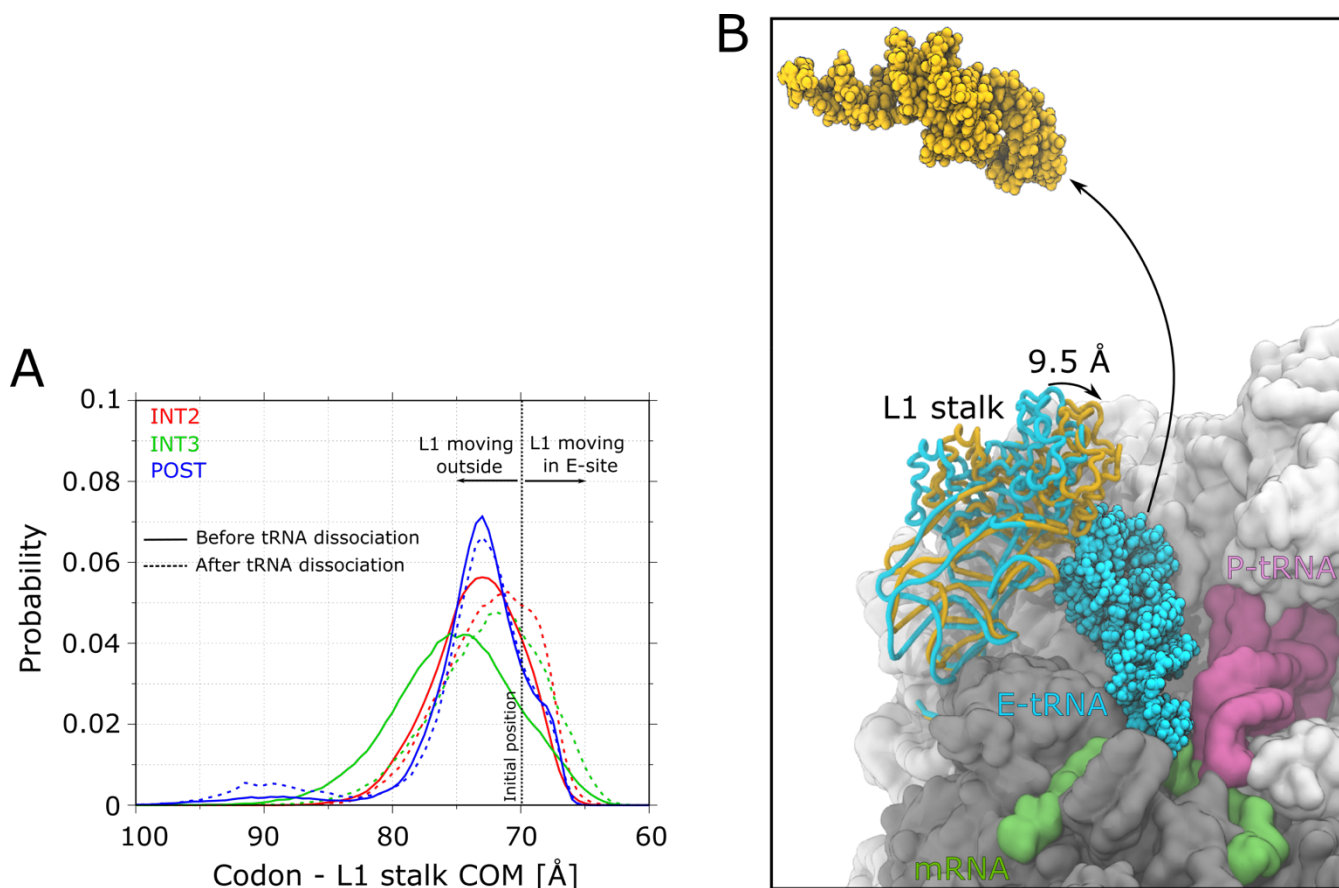 A
0.1
0.08
0.06
0.04
0.02
0
Probability
INT2
INT3
POST
L1 moving
outside
L1 moving
in E-site
Before tRNA dissociation
After tRNA dissociation
Initial position
100
90
80
70
60
Codon - L1 stalk COM [Å]
B
9.5 Å
L1 stalk
P-tRNA
E-tRNA
mRNA